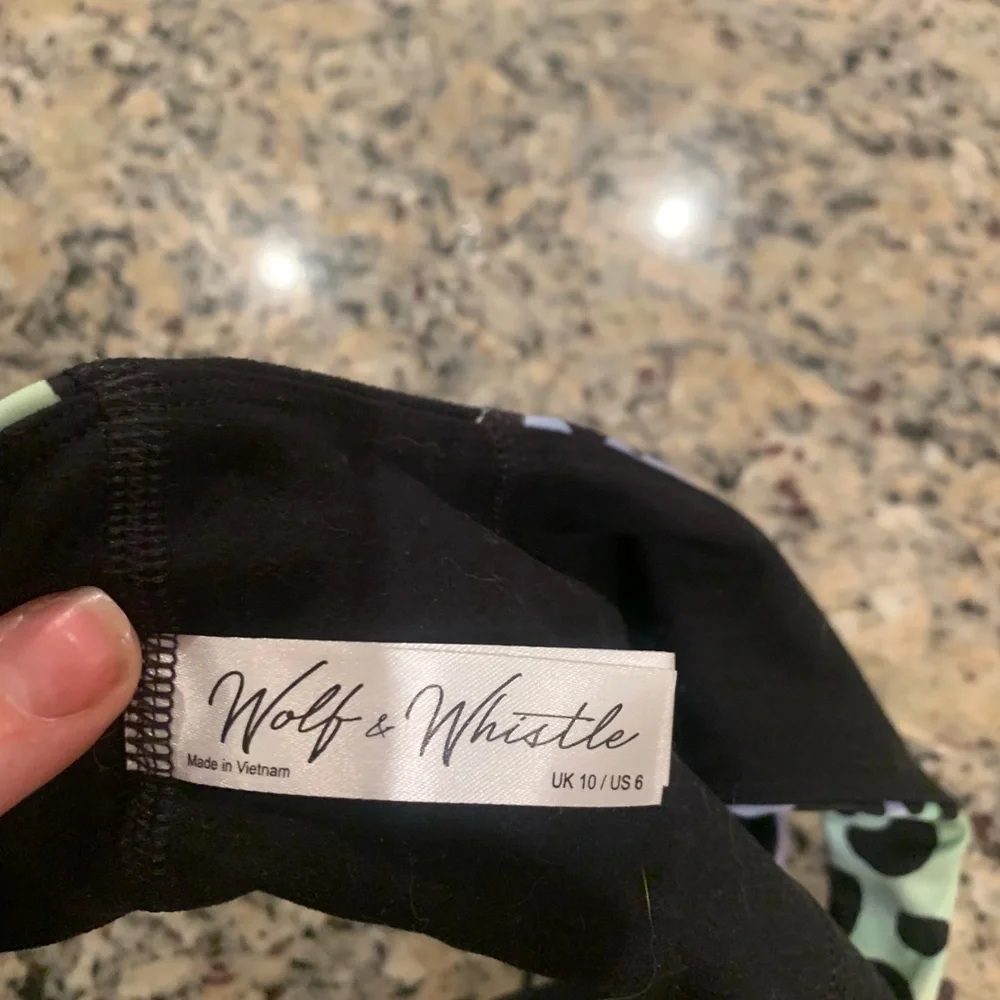 Wolf & Whistle
Made in Vietnam
UK 10 / US 6